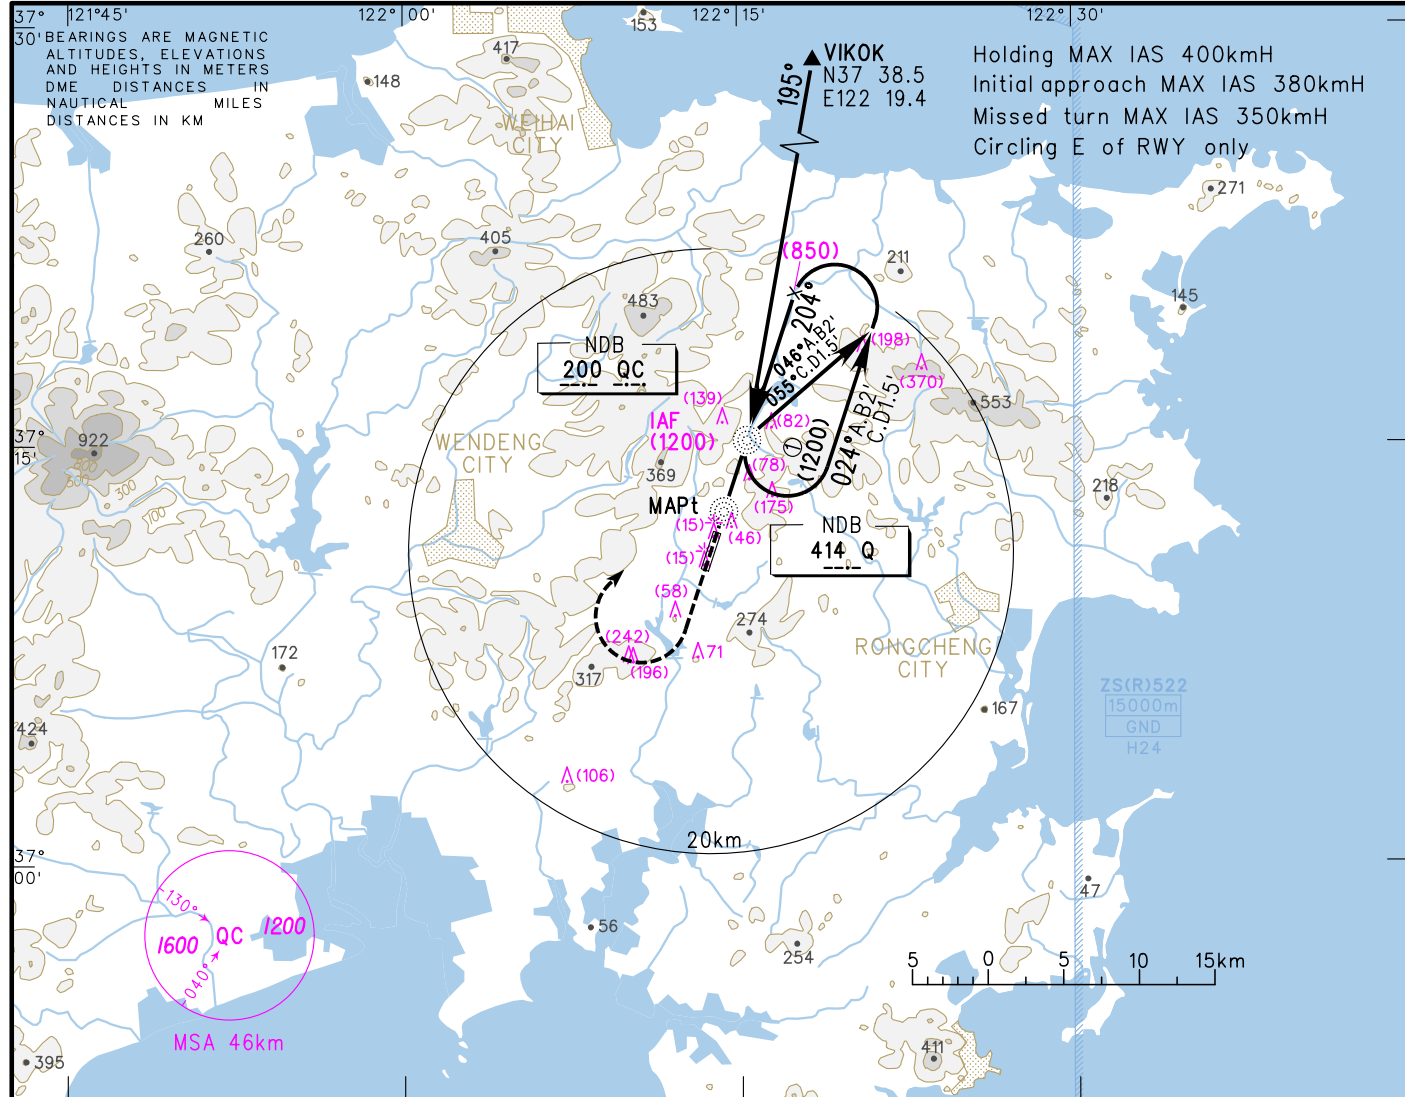 37°
30'
121°45'
122°00'
122°15'
122°30'
BEARINGS ARE MAGNETIC
ALTITUDES, ELEVATIONS
AND HEIGHTS IN METERS
DME DISTANCES IN
NAUTICAL MILES
DISTANCES IN KM
153
417
148
WEIHAI
CITY
195°
VIKOK
N37 38.5
E122 19.4
Holding MAX IAS 400kmH
Initial approach MAX IAS 380kmH
Missed turn MAX IAS 350kmH
Circling E of RWY only
271
260
405
(850)
211
145
483
204°
046°A.B2'
055°C.D1.5'
(198)
(370)
NDB
200 QC
(139)
IAF
(1200)
(82)
553
024°A.B2'
C.D1.5'
①
(1200)
37°
15'
922
500
300
300
100
WENDENG
CITY
369
(78)
(175)
218
MAPt
(15)
(46)
(15)
NDB
414 Q
(58)
274
(242)
(196)
71
317
172
RONGCHENG
CITY
167
ZS(R)522
15000m
GND
H24
424
(106)
20km
37°
00'
47
130°
1600
QC
1200
040°
MSA 46km
56
254
5 0 5 10 15km
395
411